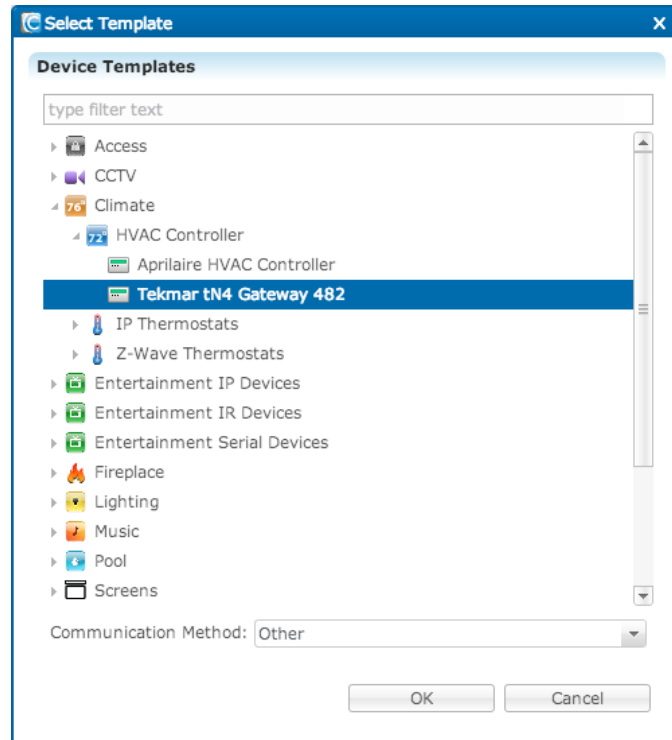 Select Template
Device Templates
type filter text
Access
CCTV
76° Climate
72° HVAC Controller
Aprilaire HVAC Controller
Tekmar tN4 Gateway 482
IP Thermostats
Z-Wave Thermostats
Entertainment IP Devices
Entertainment IR Devices
Entertainment Serial Devices
Fireplace
Lighting
Music
Pool
Screens
Communication Method: Other
OK Cancel